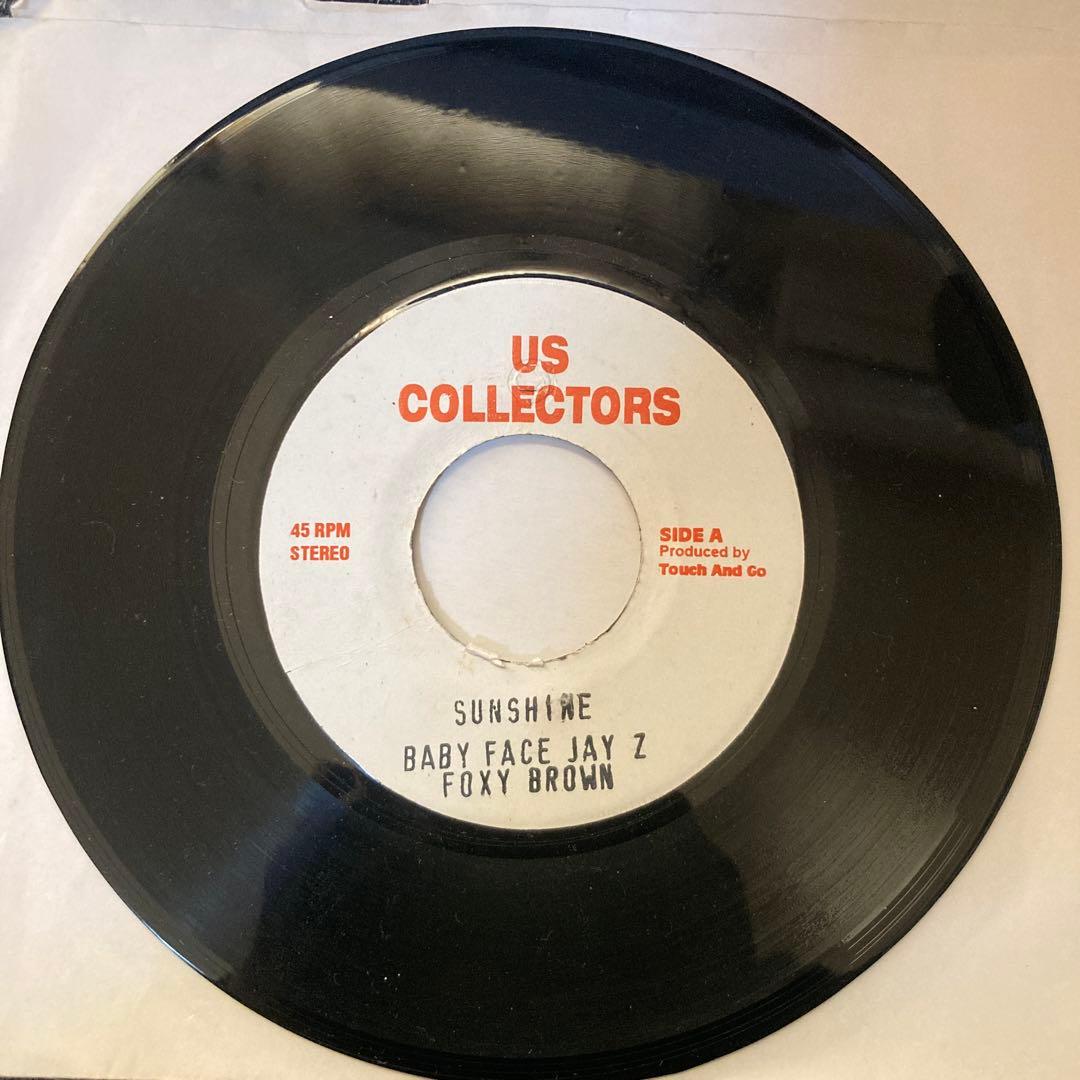 US
COLLECTORS
45 RPM
STEREO
SIDE A
Produced by
Touch And Go
SUNSHINE
BABY FACE JAY Z
FOXY BROWN